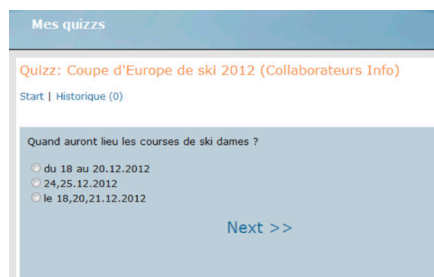 Mes quizzs
Quizz: Coupe d'Europe de ski 2012 (Collaborateurs Info)
Start | Historique (0)
Quand auront lieu les courses de ski dames ?
du 18 au 20.12.2012
24,25.12.2012
le 18,20,21.12.2012
Next >>